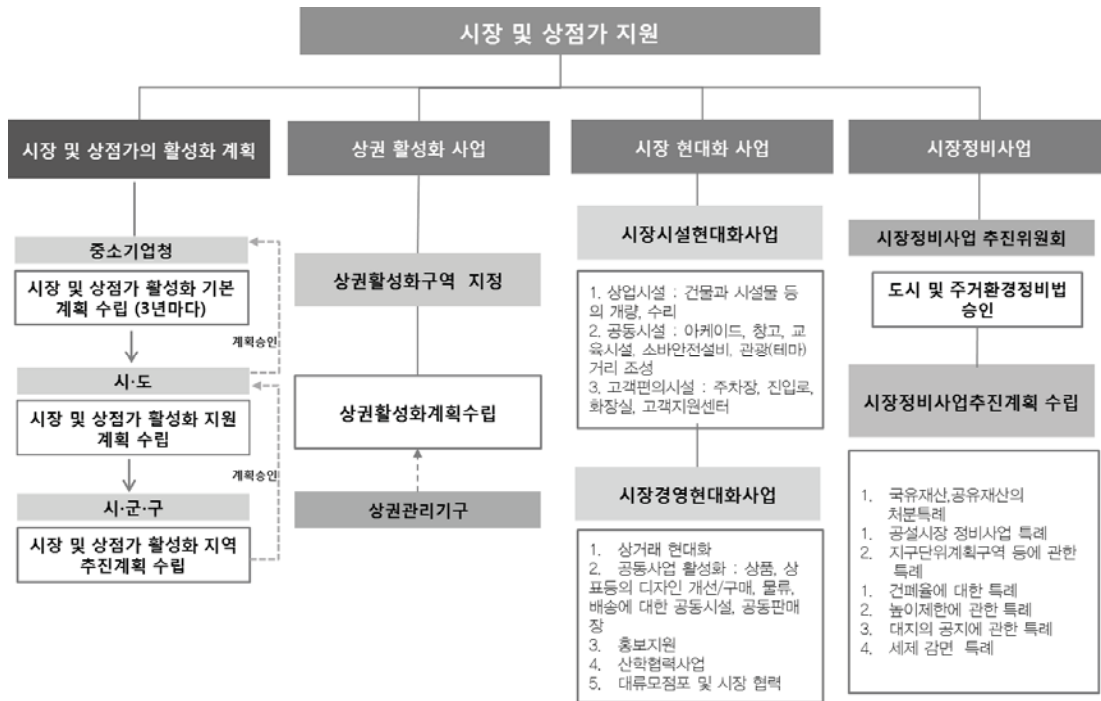 시장 및 상점가 지원
시장 및 상점가의 활성화 계획
중소기업청
시장 및 상점가 활성화 기본
계획 수립 (3년마다)
계획승인
시·도
시장 및 상점가 활성화 지원
계획 수립
계획승인
시·군·구
시장 및 상점가 활성화 지역
추진계획 수립
상권 활성화 사업
상권활성화구역 지정
상권활성화계획수립
상권관리기구
시장 현대화 사업
시장시설현대화사업
1. 상업시설 : 건물과 시설물 등
의 개량, 수리
2. 공동시설 : 아케이드, 창고, 교
육시설, 소바안전설비, 관광(테마)
거리 조성
3. 고객편의시설 : 주차장, 진입로,
화장실, 고객지원센터
시장경영현대화사업
1. 상거래 현대화
2. 공동사업 활성화 : 상품, 상
표등의 디자인 개선/구매, 물류,
배송에 대한 공동시설, 공동판매
장
3. 홍보지원
4. 산학협력사업
5. 대류모점포 및 시장 협력
시장정비사업
시장정비사업 추진위원회
도시 및 주거환경정비법
승인
시장정비사업추진계획 수립
1. 국유재산,공유재산의
처분특례
1. 공설시장 정비사업 특례
2. 지구단위계획구역 등에 관한
특례
1. 건폐율에 대한 특례
2. 높이제한에 관한 특례
3. 대지의 공지에 관한 특례
4. 세제 감면 특례